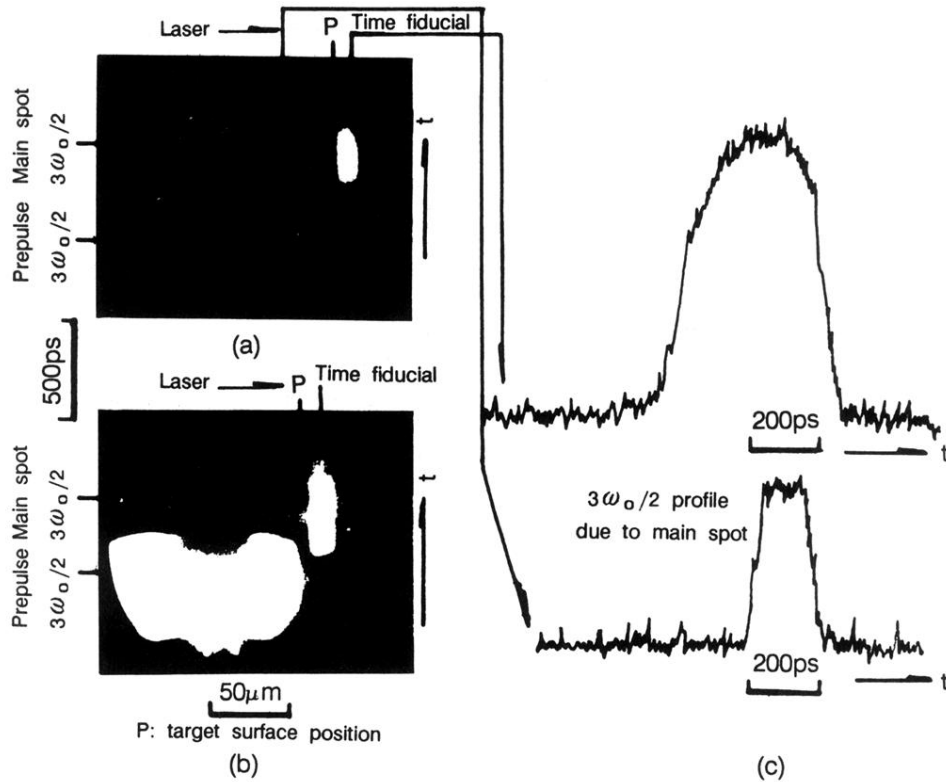 Laser
P
Time fiducial
Prepulse Main spot
3ω₀/2 3ω₀/2
t
(a)
500ps
Laser
P
Time fiducial
Prepulse Main spot
3ω₀/2 3ω₀/2
t
50μm
P: target surface position
(b)
200ps
t
3ω₀/2 profile
due to main spot
200ps
t
(c)